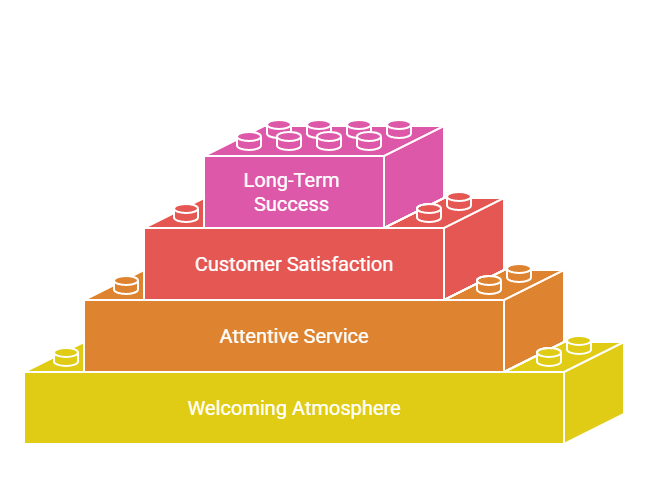 Long-Term
Success
Customer Satisfaction
Attentive Service
Welcoming Atmosphere